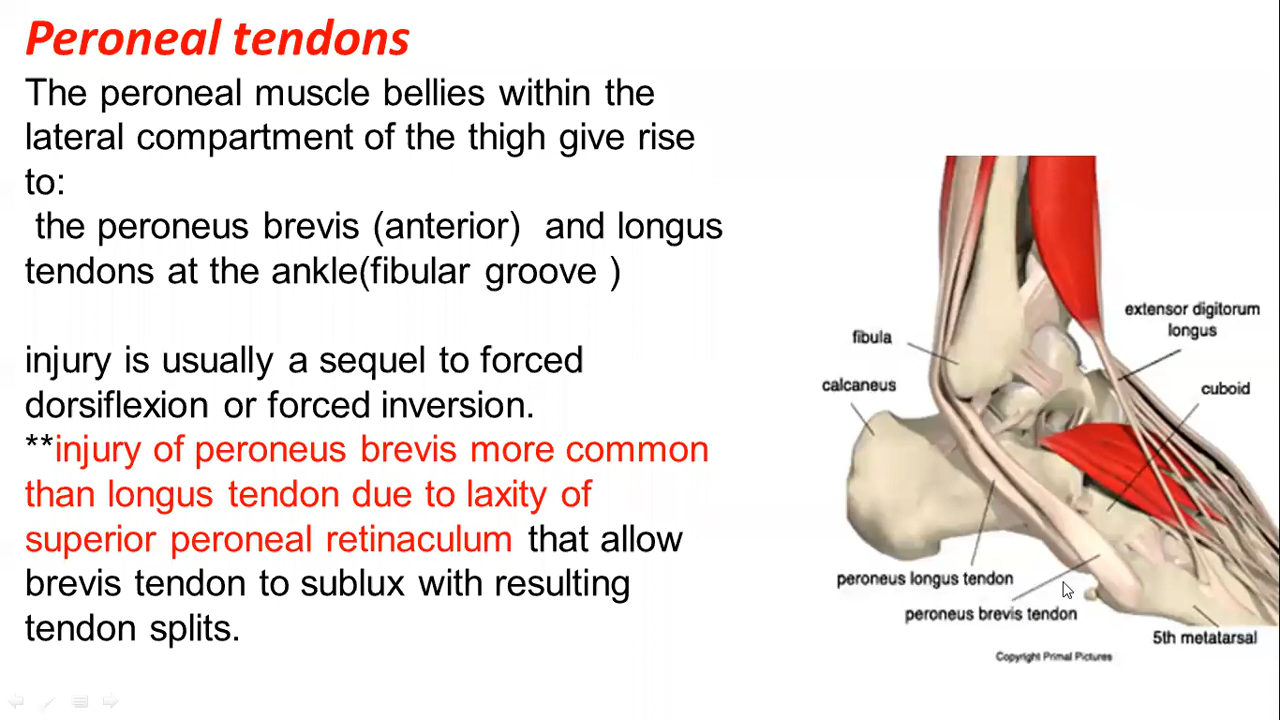 Peroneal tendons
The peroneal muscle bellies within the
lateral compartment of the thigh give rise
to:
the peroneus brevis (anterior) and longus
tendons at the ankle(fibular groove )
injury is usually a sequel to forced
dorsiflexion or forced inversion.
**injury of peroneus brevis more common
than longus tendon due to laxity of
superior peroneal retinaculum that allow
brevis tendon to sublux with resulting
tendon splits.
extensor digitorum
longus
fibula
calcaneus
cuboid
peroneus longus tendon
peroneus brevis tendon
5th metatarsal
Copyright Primal Pictures